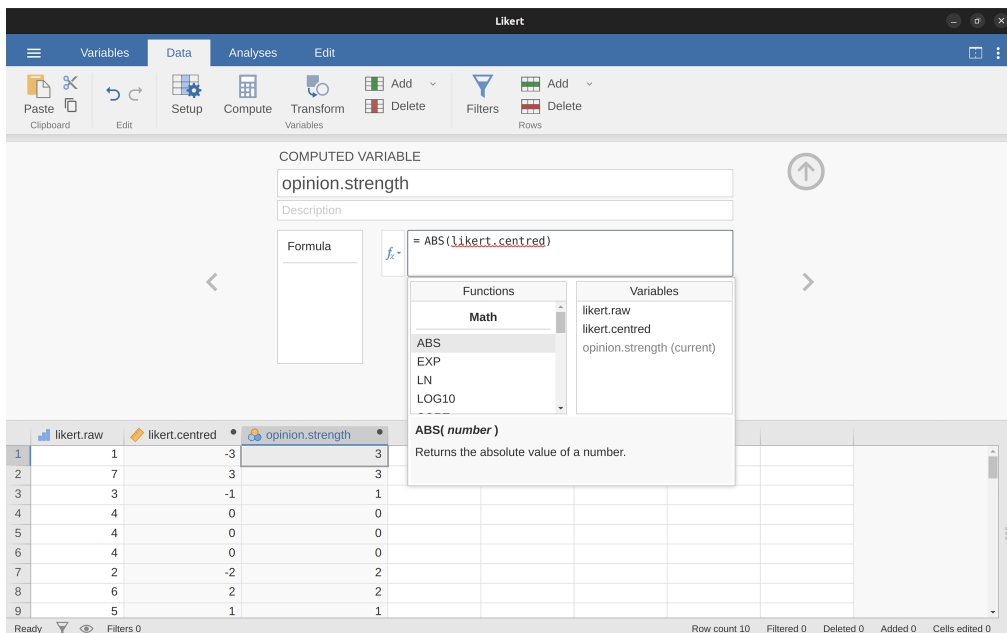 Likert
Variables Data Analyses Edit
Paste Setup Compute Transform Add Delete Filters Add Delete
Clipboard Edit Variables Rows
COMPUTED VARIABLE
opinion.strength
Description
Formula
fx
= ABS(likert.centred)
Functions Variables
Math
ABS
EXP
LN
LOG10
likert.raw
likert.centred
opinion.strength (current)
ABS( number )
Returns the absolute value of a number.
likert.raw likert.centred opinion.strength
1 1 -3 3
2 7 3 3
3 3 -1 1
4 4 0 0
5 4 0 0
6 4 0 0
7 2 -2 2
8 6 2 2
9 5 1 1
Ready Filters 0 Row count 10 Filtered 0 Deleted 0 Added 0 Cells edited 0